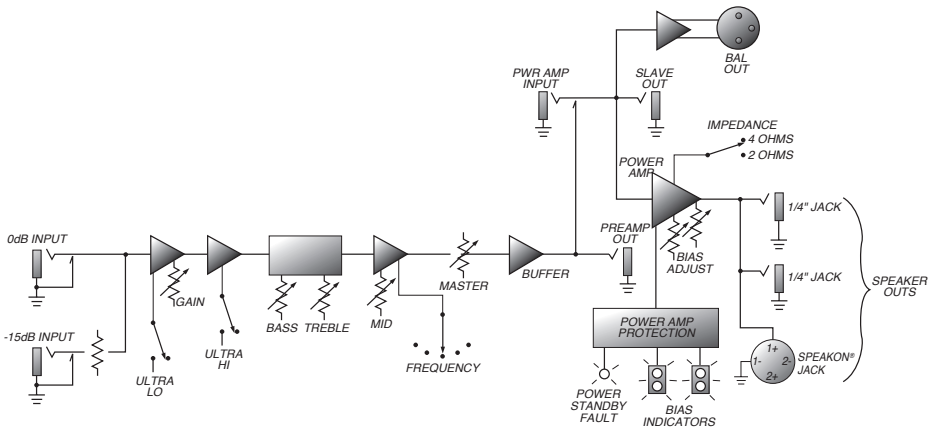 BAL
OUT
PWR AMP
INPUT
SLAVE
OUT
IMPEDANCE
4 OHMS
2 OHMS
POWER
AMP
1/4" JACK
0dB INPUT
PREAMP
OUT
BIAS
ADJUST
GAIN
MASTER
BUFFER
1/4" JACK
SPEAKER
OUTS
BASS TREBLE
MID
-15dB INPUT
ULTRA
HI
FREQUENCY
POWER AMP
PROTECTION
1+
1- 2-
2+
SPEAKON®
JACK
ULTRA
LO
POWER
STANDBY
FAULT
BIAS
INDICATORS